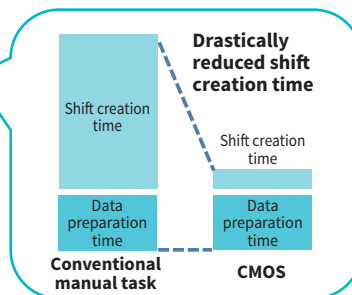 Drastically
reduced shift
creation time
Shift creation
time
Shift creation
time
Data
preparation
time
Data
preparation
time
Conventional
manual task
CMOS